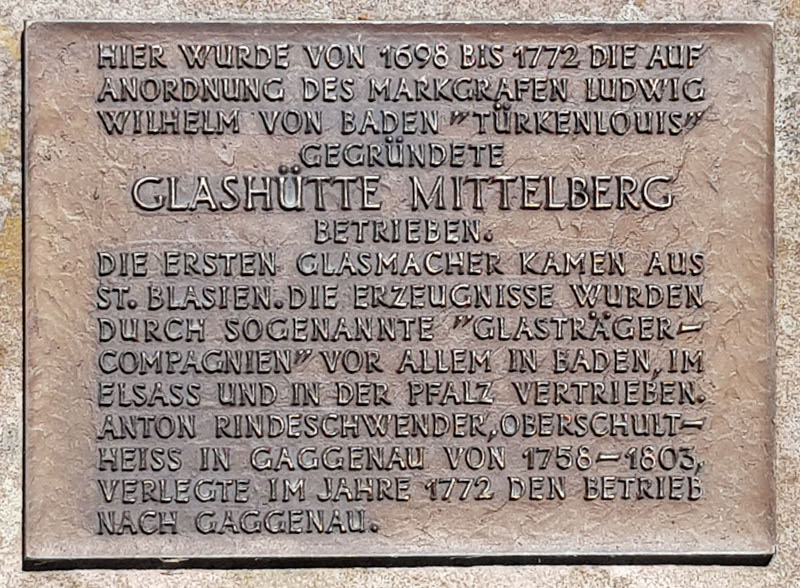 HIER WURDE VON 1698 BIS 1772 DIE AUF
ANORDNUNG DES MARKGRAFEN LUDWIG
WILHELM VON BADEN "TÜRKENLOUIS"
GEGRÜNDETE
GLASHÜTTE MITTELBERG
BETRIEBEN.
DIE ERSTEN GLASMACHER KAMEN AUS
ST. BLASIEN. DIE ERZEUGNISSE WURDEN
DURCH SOGENANNTE "GLASTRÄGER-
COMPAGNIEN" VOR ALLEM IN BADEN, IM
ELSASS UND IN DER PFALZ VERTRIEBEN.
ANTON RINDESCHWENDER, OBERSCHULT-
HEISS IN GAGGENAU VON 1758-1803,
VERLEGTE IM JAHRE 1772 DEN BETRIEB
NACH GAGGENAU.